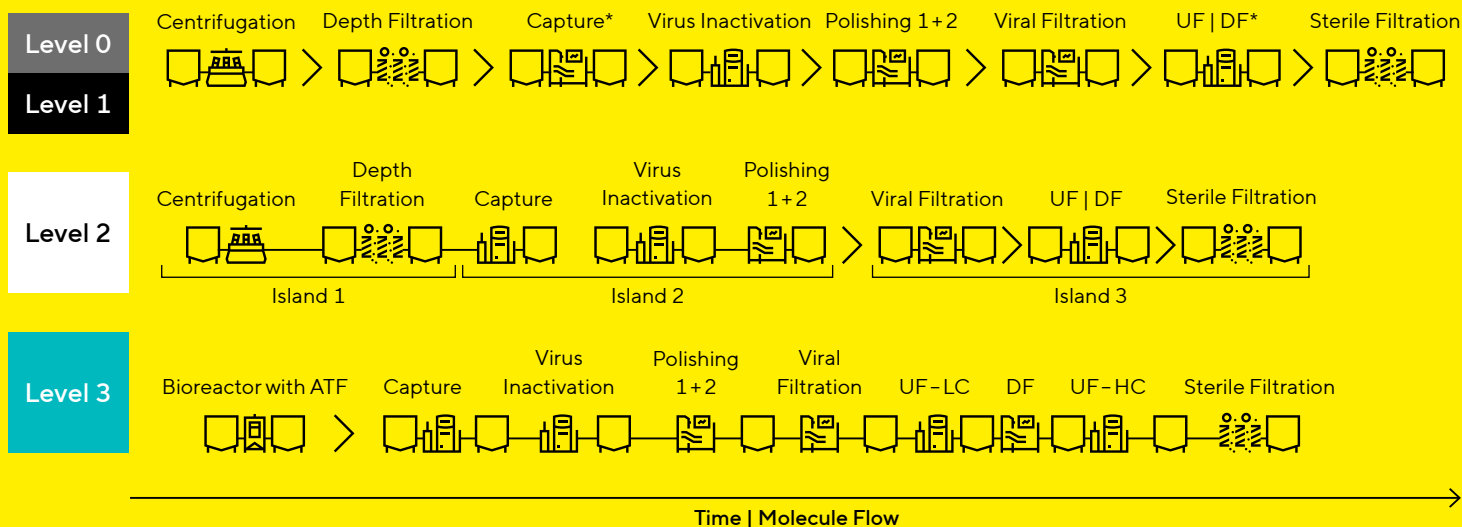 Level 0
Level 1
Centrifugation
Depth Filtration
Capture*
Virus Inactivation
Polishing 1+2
Viral Filtration
UF | DF*
Sterile Filtration
Level 2
Centrifugation
Depth
Filtration
Capture
Virus
Inactivation
Polishing
1+2
Viral Filtration
UF | DF
Sterile Filtration
Island 1
Island 2
Island 3
Level 3
Bioreactor with ATF
Capture
Virus
Inactivation
Polishing
1+2
Viral
Filtration
UF–LC
DF
UF–HC
Sterile Filtration
Time | Molecule Flow